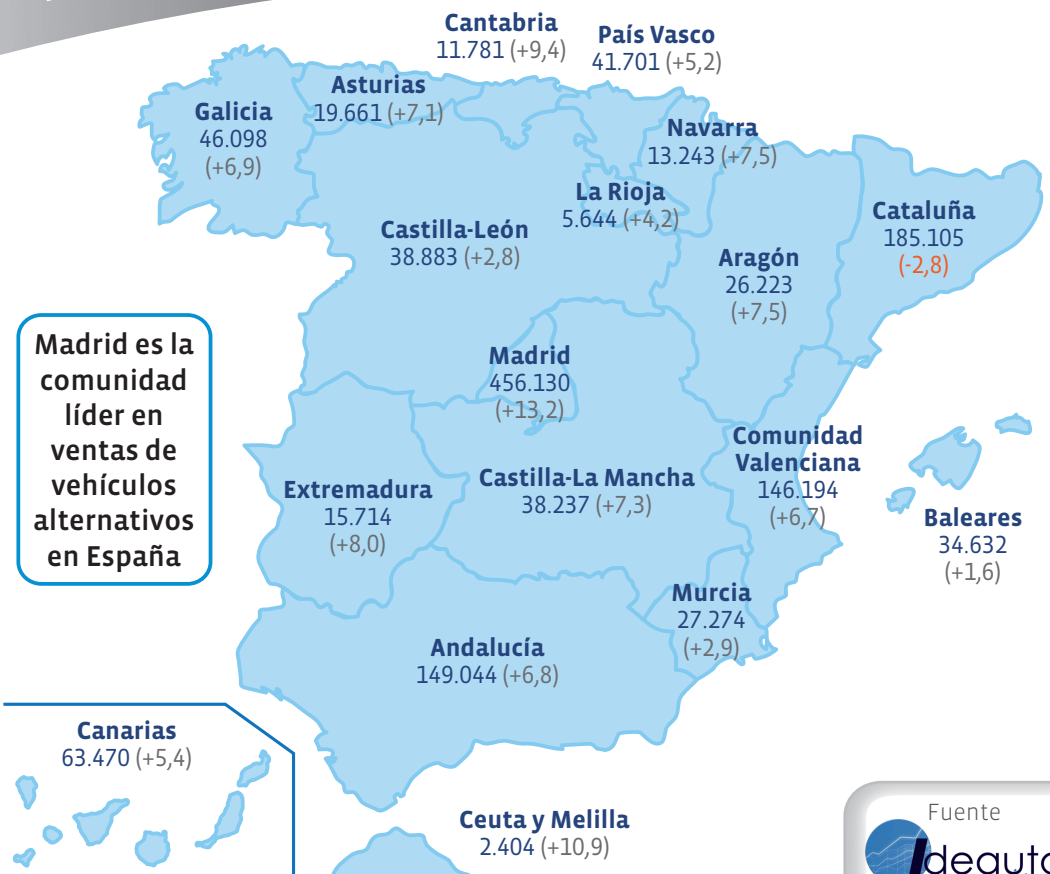 Cantabria
11.781 (+9,4)
País Vasco
41.701 (+5,2)
Asturias
19.661 (+7,1)
Galicia
46.098
(+6,9)
Navarra
13.243 (+7,5)
La Rioja
5.644 (+4,2)
Cataluña
185.105
(-2,8)
Castilla-León
38.883 (+2,8)
Aragón
26.223
(+7,5)
Madrid es la
comunidad
líder en
ventas de
vehículos
alternativos
en España
Madrid
456.130
(+13,2)
Comunidad
Valenciana
146.194
(+6,7)
Castilla-La Mancha
38.237 (+7,3)
Extremadura
15.714
(+8,0)
Baleares
34.632
(+1,6)
Murcia
27.274
(+2,9)
Andalucía
149.044 (+6,8)
Canarias
63.470 (+5,4)
Ceuta y Melilla
2.404 (+10,9)
Fuente